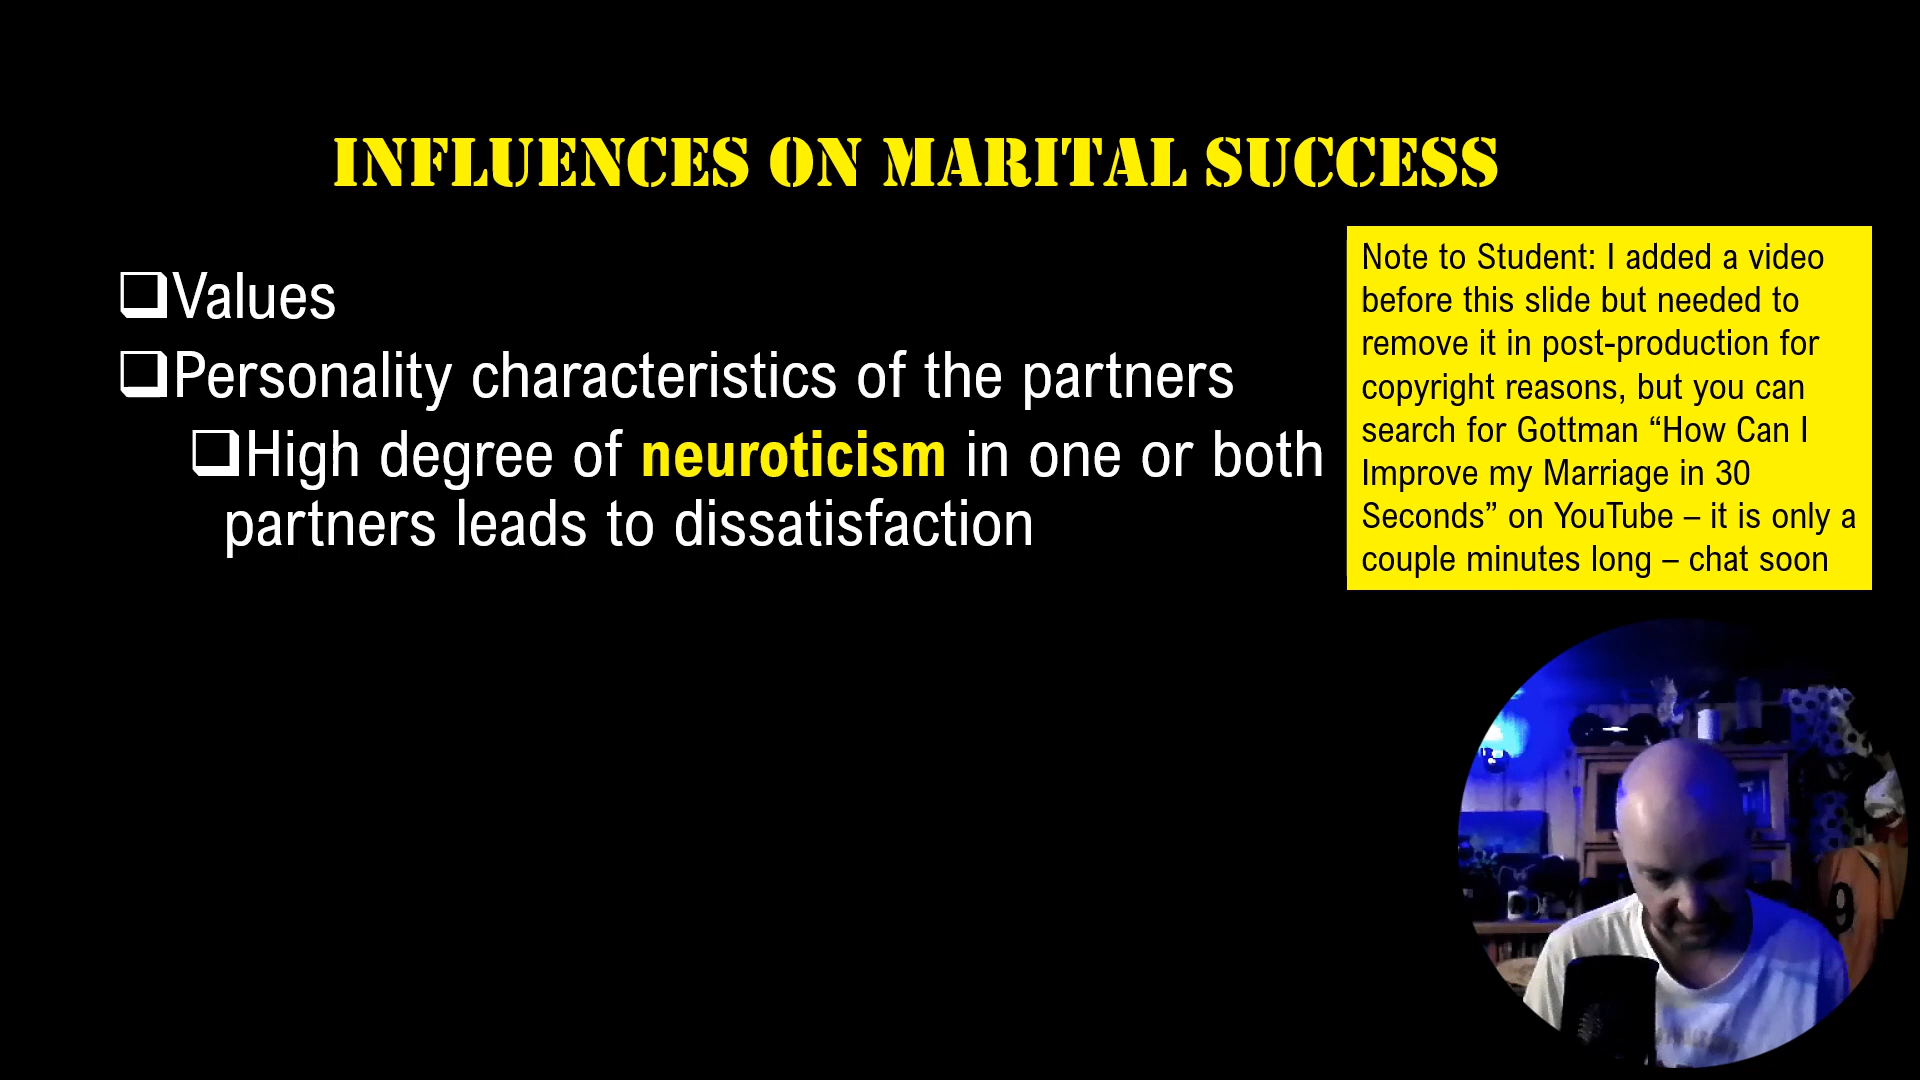 INFLUENCES ON MARITAL SUCCESS
Values
Personality characteristics of the partners
High degree of neuroticism in one or both
partners leads to dissatisfaction
Note to Student: I added a video
before this slide but needed to
remove it in post-production for
copyright reasons, but you can
search for Gottman “How Can I
Improve my Marriage in 30
Seconds” on YouTube – it is only a
couple minutes long – chat soon
9